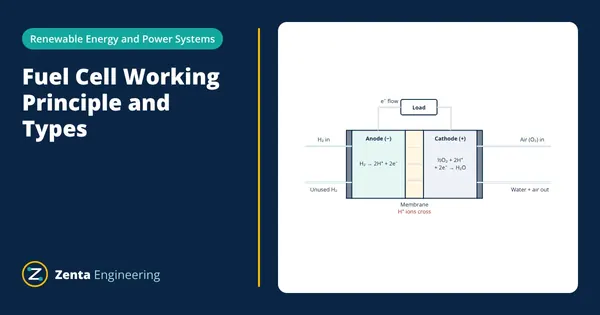 Renewable Energy and Power Systems
Fuel Cell Working
Principle and
Types
Zenta Engineering
e⁻ flow
Load
H₂ in
Anode (−)
Cathode (+)
Air (O₂) in
H₂ → 2H⁺ + 2e⁻
½O₂ + 2H⁺
+ 2e⁻ → H₂O
Unused H₂
Water + air out
Membrane
H⁺ ions cross